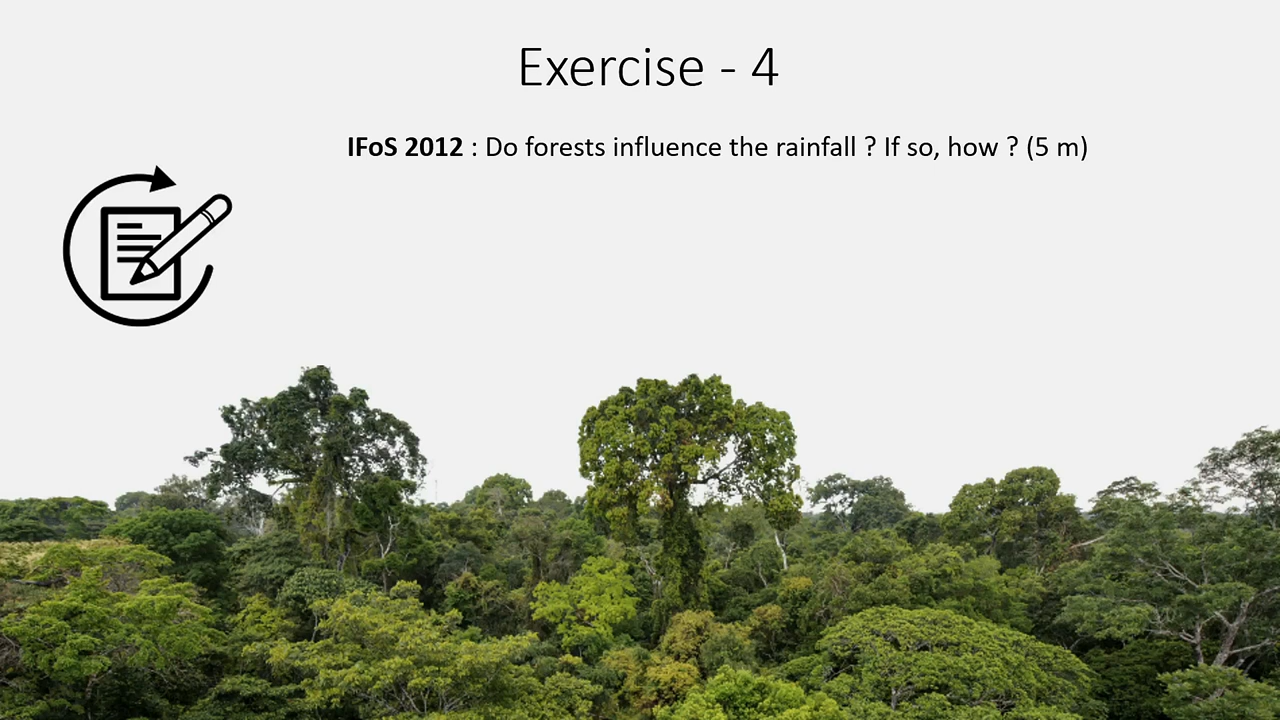 Exercise - 4
IFoS 2012 : Do forests influence the rainfall ? If so, how ? (5 m)